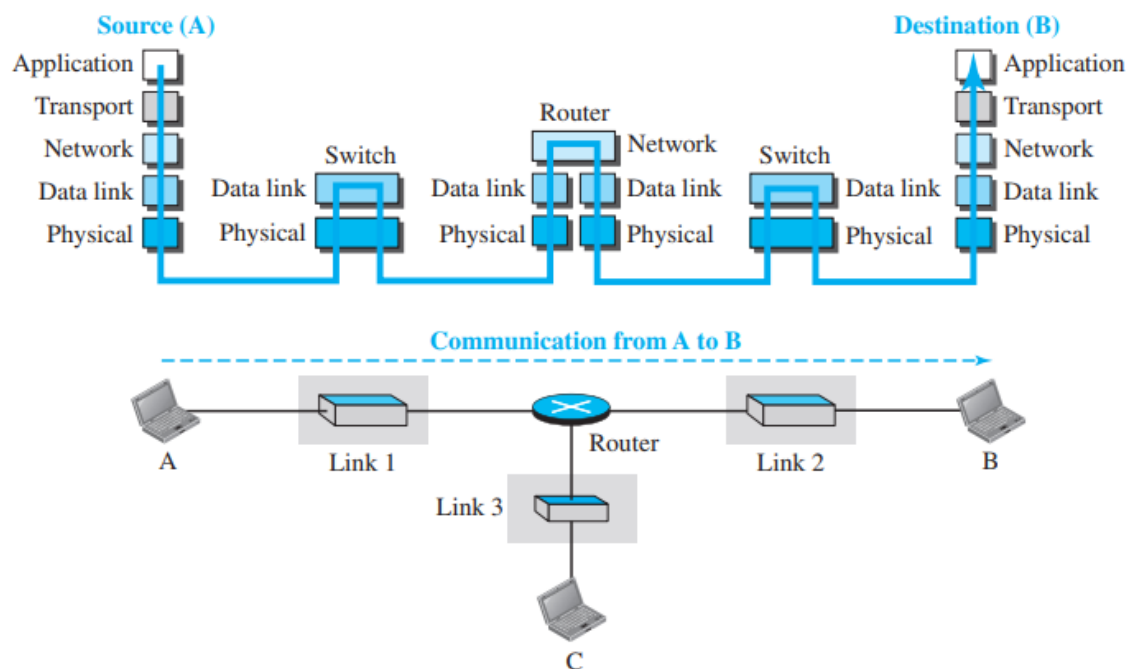 Source (A)
Destination (B)
Application
Application
Transport
Router
Transport
Network
Switch
Network
Switch
Network
Data link
Data link
Data link
Data link
Data link
Data link
Physical
Physical
Physical
Physical
Physical
Physical
Communication from A to B
A
Link 1
Router
Link 2
B
Link 3
C